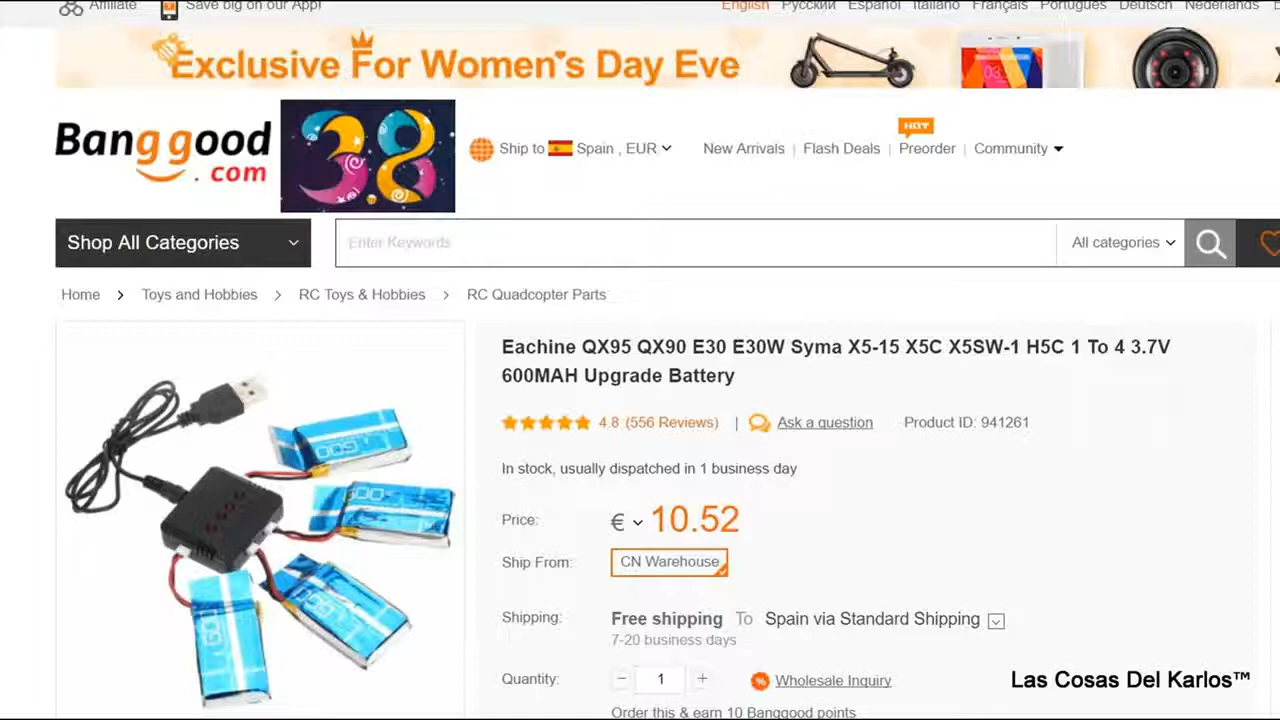 Affiliate Save big on our App! English Русский Español Italiano Français Português Deutsch Nederlands
Exclusive For Women's Day Eve
Banggood
.com
38
Ship to Spain , EUR
New Arrivals | Flash Deals | Preorder | Community
HOT
Shop All Categories
Enter Keywords
All categories
Home > Toys and Hobbies > RC Toys & Hobbies > RC Quadcopter Parts
Eachine QX95 QX90 E30 E30W Syma X5-15 X5C X5SW-1 H5C 1 To 4 3.7V
600MAH Upgrade Battery
4.8 (556 Reviews) | Ask a question Product ID: 941261
In stock, usually dispatched in 1 business day
Price: € 10.52
Ship From: CN Warehouse
Shipping: Free shipping To Spain via Standard Shipping
7-20 business days
Quantity: − 1 + % Wholesale Inquiry
Las Cosas Del Karlos™
Order this & earn 10 Banggood points